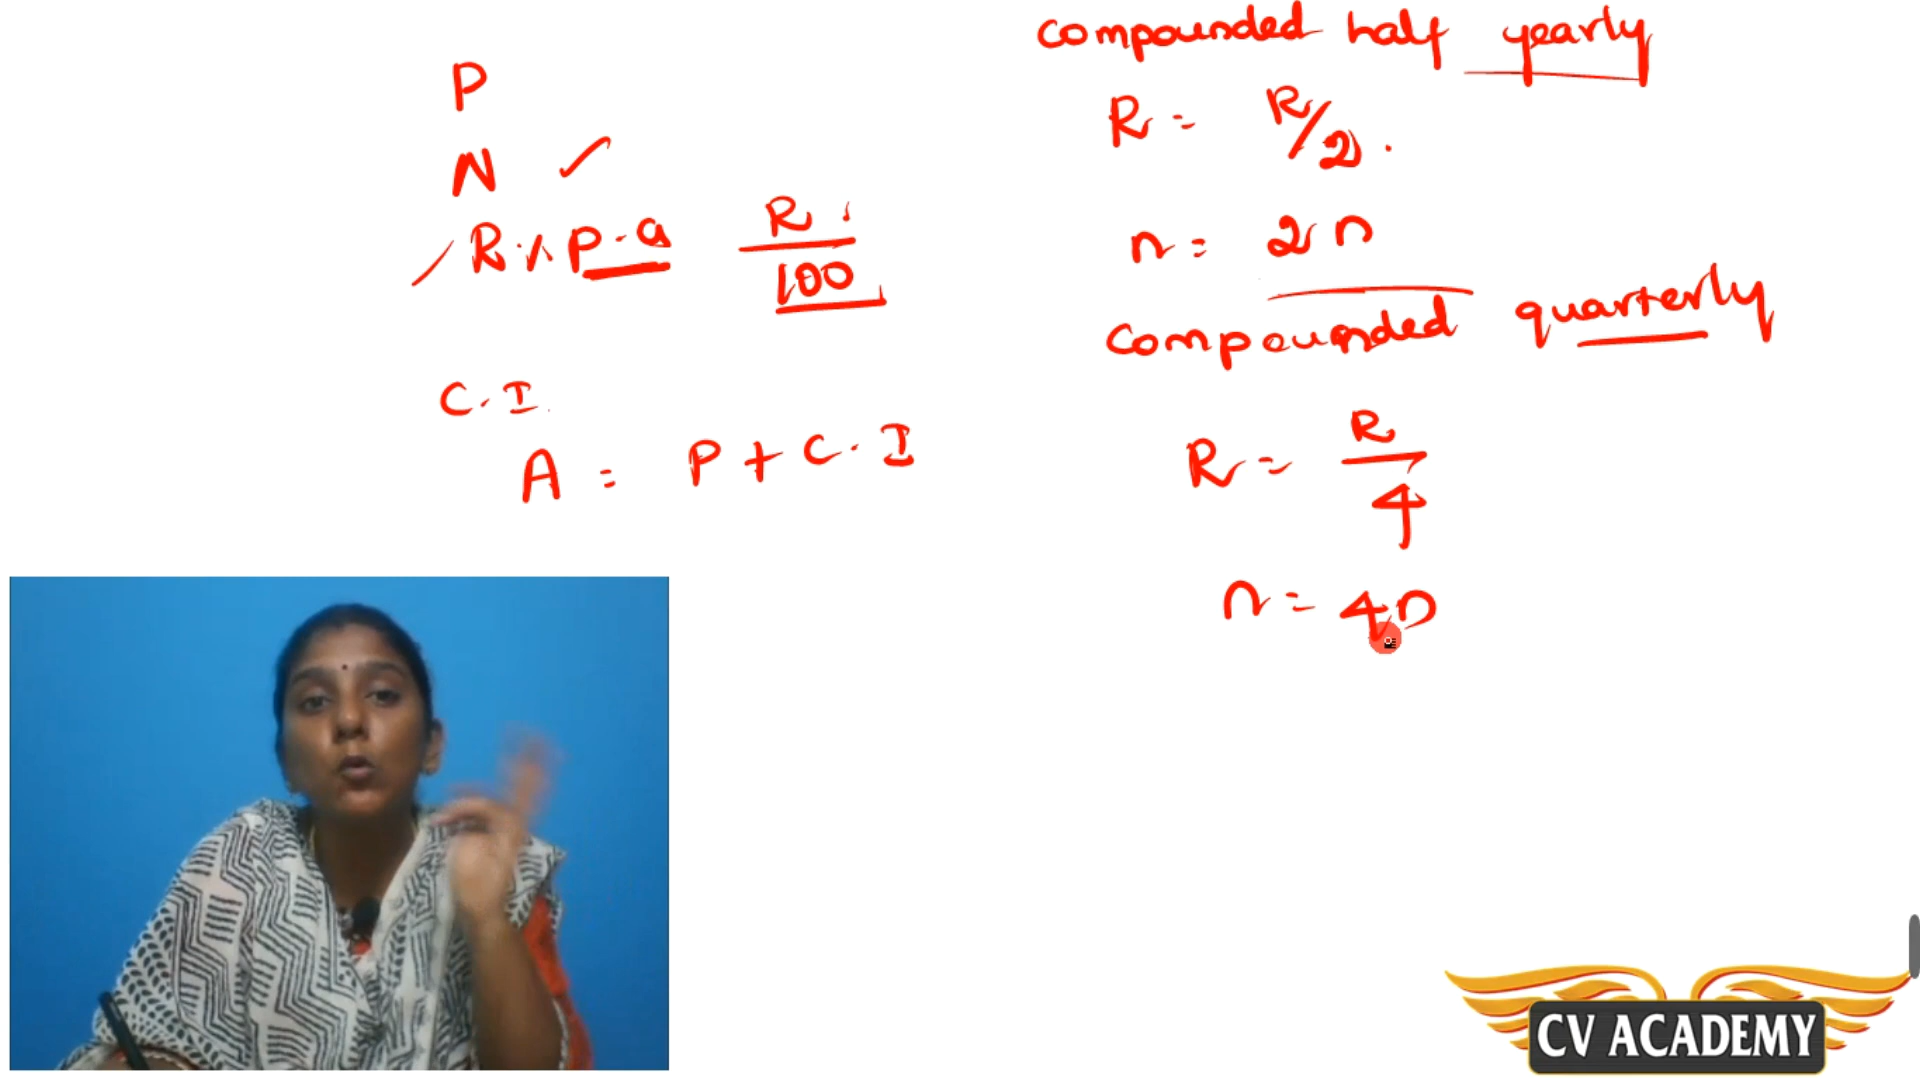 P
N ✓
R % P.a R / 100
C.I
A = P + C.I
compounded half yearly
R = R/2.
n = 2n
compounded quarterly
R = R / 4
n = 4n
CV ACADEMY